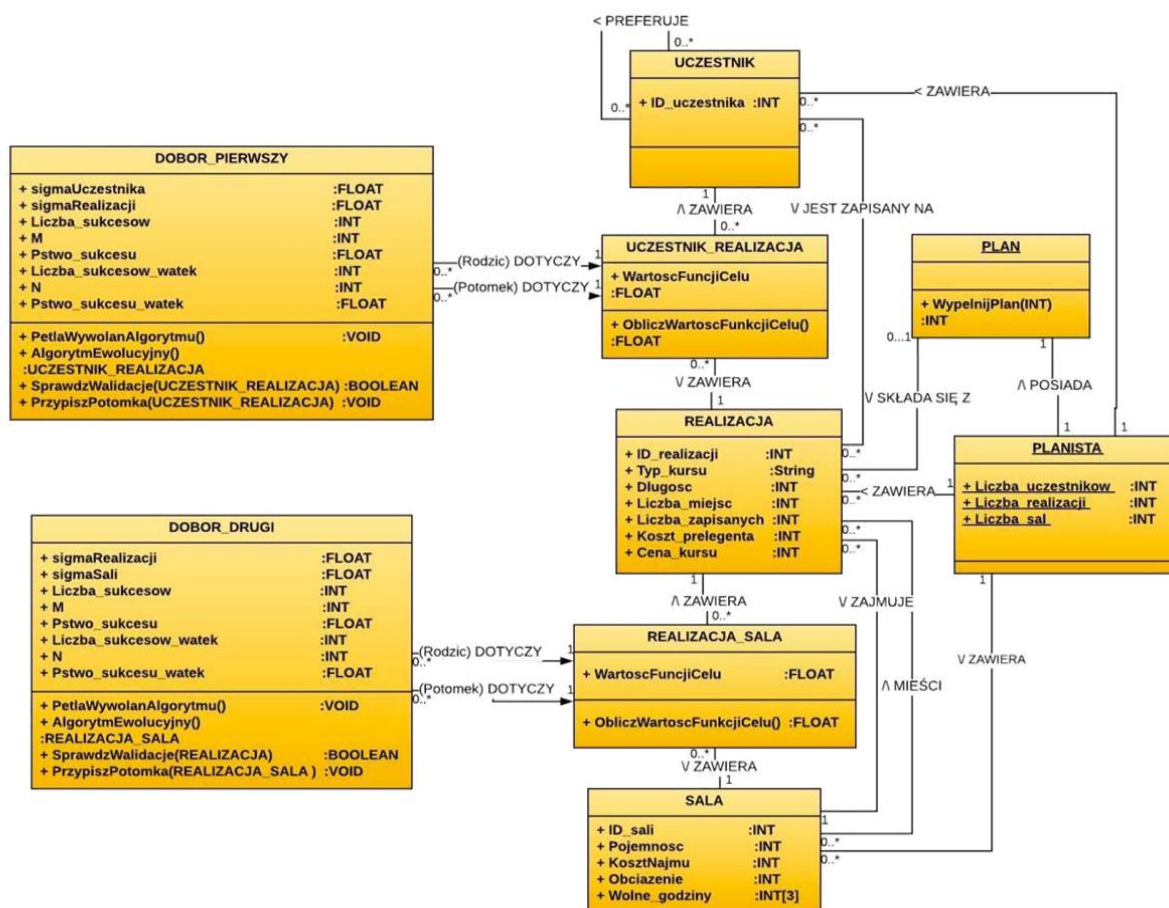 < PREFERUJE
0..*
0..*
UCZESTNIK
+ ID_uczestnika :INT
0..*
< ZAWIERA
0..*
1
/\ ZAWIERA
0..*
\/ JEST ZAPISANY NA
DOBOR_PIERWSZY
+ sigmaUczestnika :FLOAT
+ sigmaRealizacji :FLOAT
+ Liczba_sukcesow :INT
+ M :INT
+ Pstwo_sukcesu :FLOAT
+ Liczba_sukcesow_watek :INT
+ N :INT
+ Pstwo_sukcesu_watek :FLOAT
+ PetlaWywolanAlgorytmu() :VOID
+ AlgorytmEwolucyjny()
:UCZESTNIK_REALIZACJA
+ SprawdzWalidacje(UCZESTNIK_REALIZACJA) :BOOLEAN
+ PrzypiszPotomka(UCZESTNIK_REALIZACJA) :VOID
(Rodzic) DOTYCZY
1
0..*
(Potomek) DOTYCZY
1
0..*
UCZESTNIK_REALIZACJA
+ WartoscFuncjiCelu
:FLOAT
+ ObliczWartoscFunkcjiCelu()
:FLOAT
0..*
\/ ZAWIERA
1
PLAN
+ WypelnijPlan(INT)
:INT
0...1
1
/\ POSIADA
\/ SKŁADA SIĘ Z
1
1
REALIZACJA
+ ID_realizacji :INT
+ Typ_kursu :String
+ Dlugosc :INT
+ Liczba_miejsc :INT
+ Liczba_zapisanych :INT
+ Koszt_prelegenta :INT
+ Cena_kursu :INT
0..*
0..*
< ZAWIERA
1
0..*
0..*
0..*
PLANISTA
+ Liczba_uczestnikow :INT
+ Liczba_realizacji :INT
+ Liczba_sal :INT
1
\/ ZAWIERA
1
/\ ZAWIERA
0..*
\/ ZAJMUJE
/\ MIEŚCI
DOBOR_DRUGI
+ sigmaRealizacji :FLOAT
+ sigmaSali :FLOAT
+ Liczba_sukcesow :INT
+ M :INT
+ Pstwo_sukcesu :FLOAT
+ Liczba_sukcesow_watek :INT
+ N :INT
+ Pstwo_sukcesu_watek :FLOAT
+ PetlaWywolanAlgorytmu() :VOID
+ AlgorytmEwolucyjny()
:REALIZACJA_SALA
+ SprawdzWalidacje(REALIZACJA) :BOOLEAN
+ PrzypiszPotomka(REALIZACJA_SALA ) :VOID
(Rodzic) DOTYCZY
1
0..*
(Potomek) DOTYCZY
1
0..*
REALIZACJA_SALA
+ WartoscFuncjiCelu :FLOAT
+ ObliczWartoscFunkcjiCelu() :FLOAT
0..*
\/ ZAWIERA
1
SALA
+ ID_sali :INT
+ Pojemnosc :INT
+ KosztNajmu :INT
+ Obciazenie :INT
+ Wolne_godziny :INT[3]
1
0..*
0..*